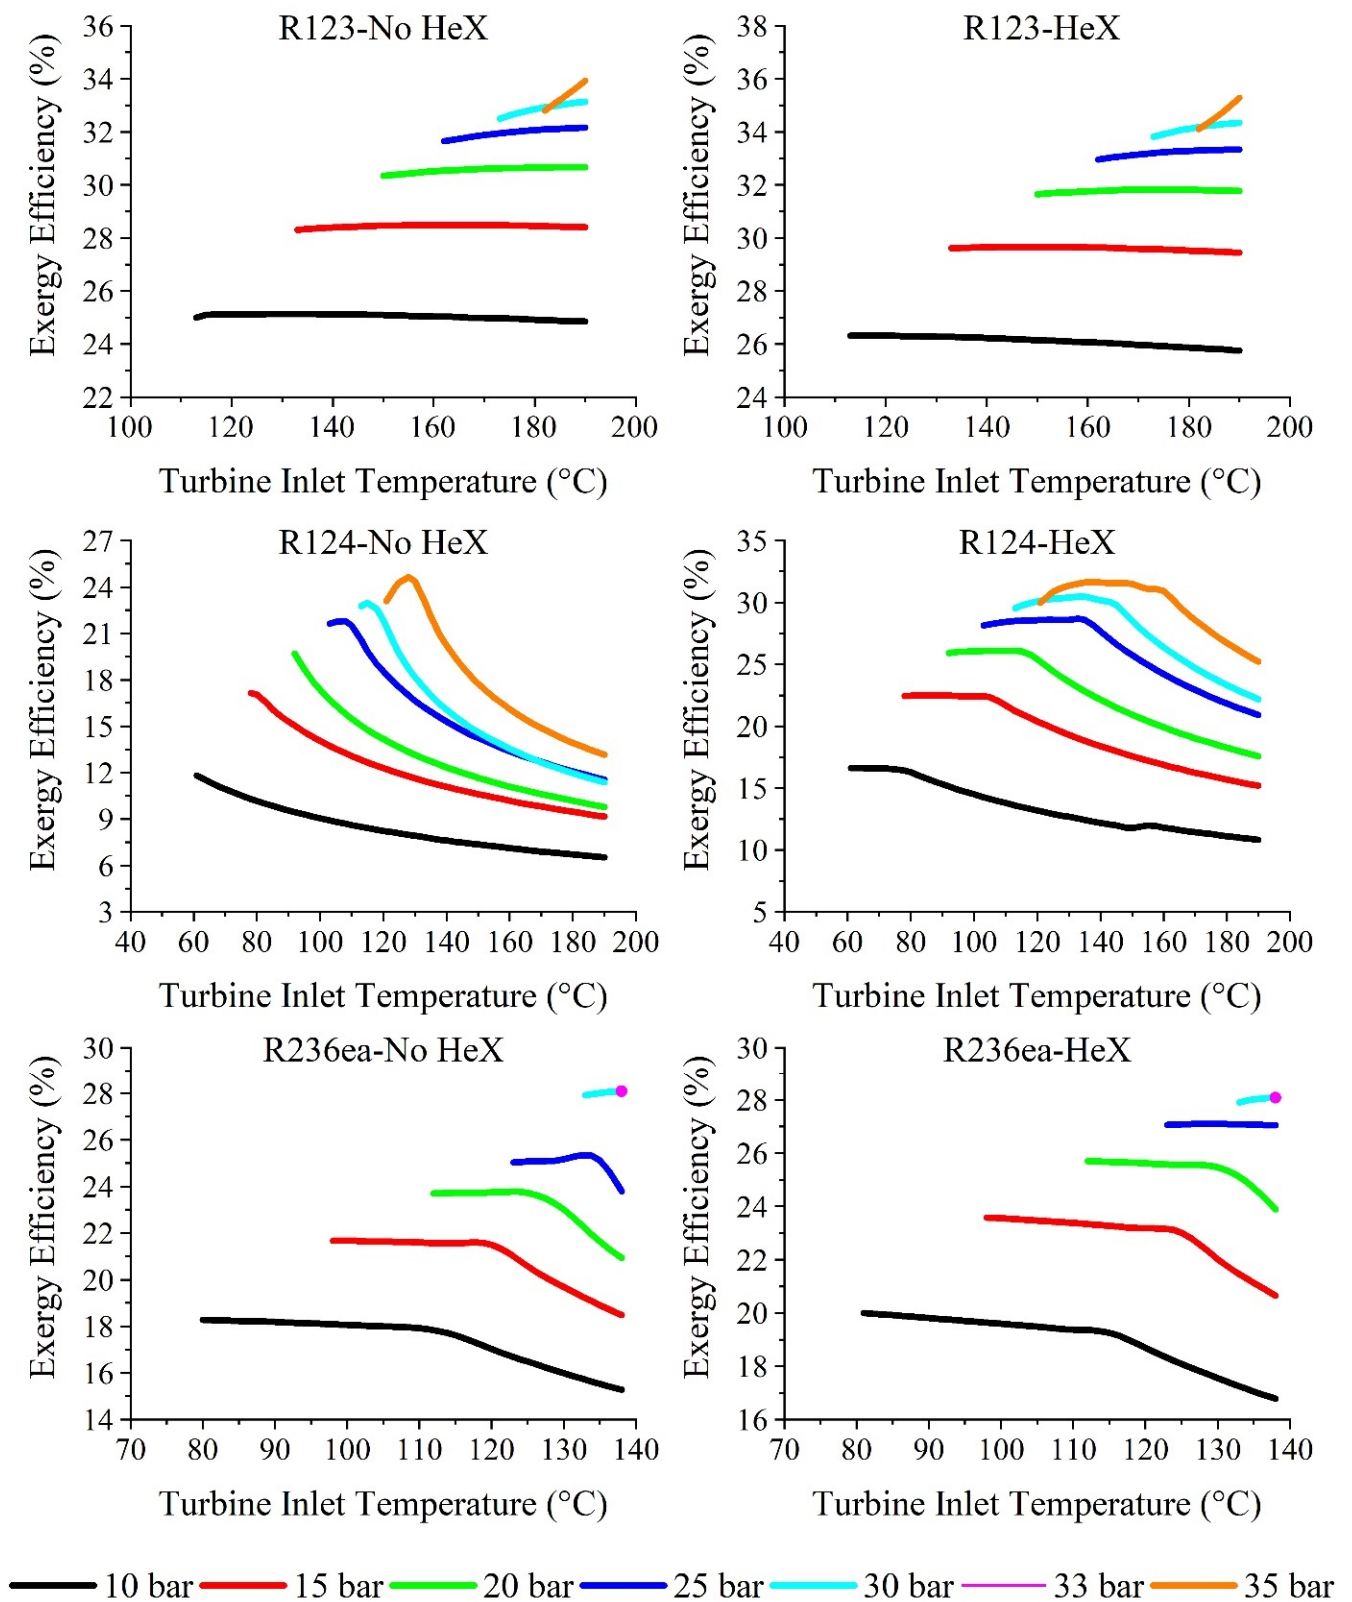 R123-No HeX
Exergy Efficiency (%)
36
34
32
30
28
26
24
22
100 120 140 160 180 200
Turbine Inlet Temperature (°C)
R123-HeX
Exergy Efficiency (%)
38
36
34
32
30
28
26
24
100 120 140 160 180 200
Turbine Inlet Temperature (°C)
R124-No HeX
Exergy Efficiency (%)
27
24
21
18
15
12
9
6
3
40 60 80 100 120 140 160 180 200
Turbine Inlet Temperature (°C)
R124-HeX
Exergy Efficiency (%)
35
30
25
20
15
10
5
40 60 80 100 120 140 160 180 200
Turbine Inlet Temperature (°C)
R236ea-No HeX
Exergy Efficiency (%)
30
28
26
24
22
20
18
16
14
70 80 90 100 110 120 130 140
Turbine Inlet Temperature (°C)
R236ea-HeX
Exergy Efficiency (%)
30
28
26
24
22
20
18
16
70 80 90 100 110 120 130 140
Turbine Inlet Temperature (°C)
10 bar 15 bar 20 bar 25 bar 30 bar 33 bar 35 bar